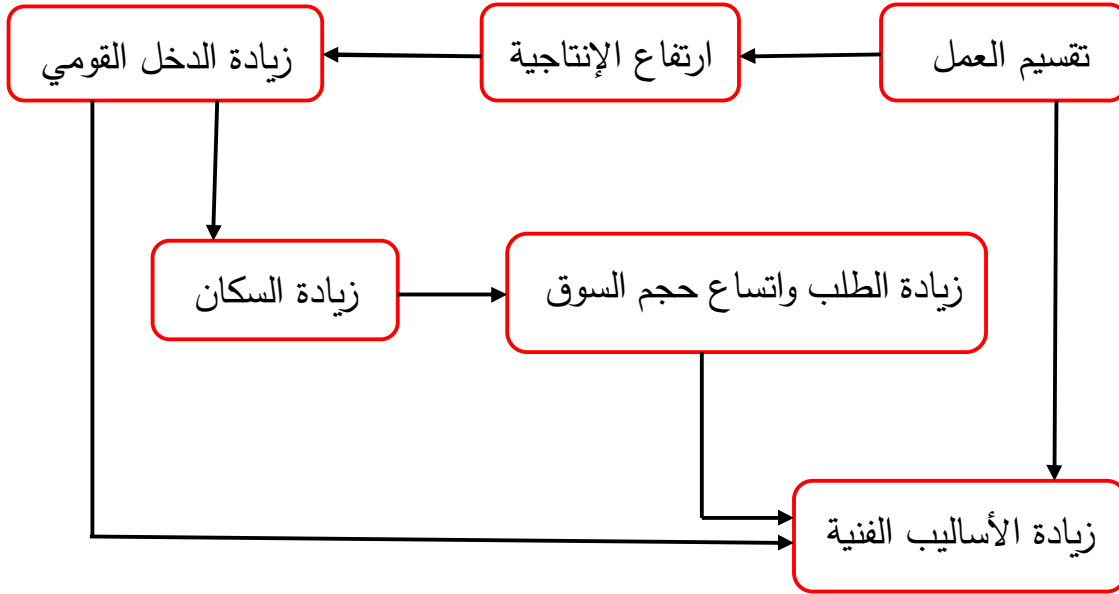 تقسيم العمل
ارتفاع الإنتاجية
زيادة الدخل القومي
زيادة الطلب واتساع حجم السوق
زيادة السكان
زيادة الأساليب الفنية